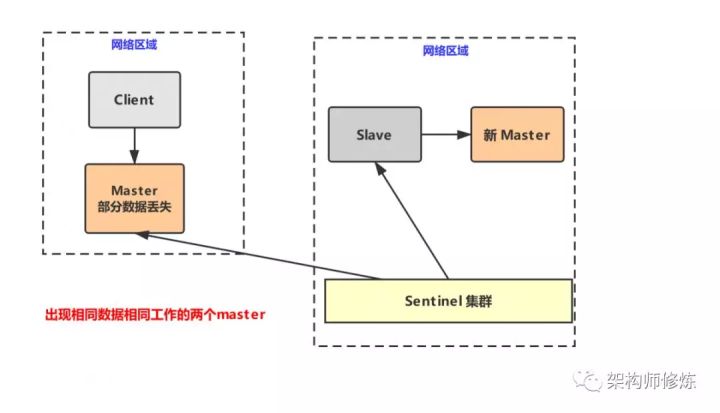 网络区域
网络区域
Client
Slave
新 Master
Master
部分数据丢失
Sentinel 集群
出现相同数据相同工作的两个master
架构师修炼